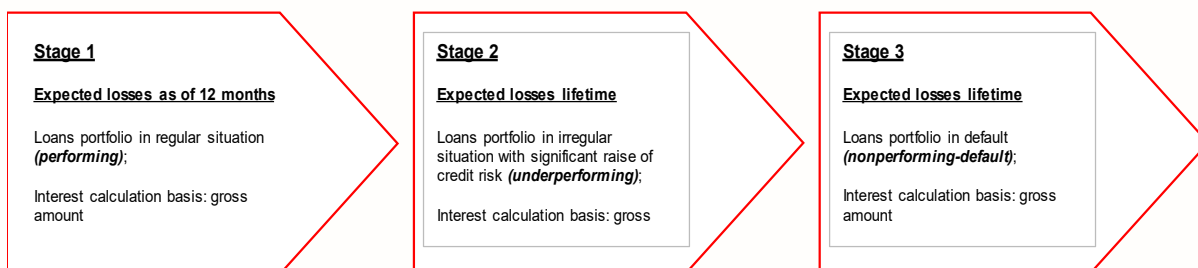 Stage 1
Expected losses as of 12 months
Loans portfolio in regular situation
(performing);
Interest calculation basis: gross
amount
Stage 2
Expected losses lifetime
Loans portfolio in irregular
situation with significant raise of
credit risk (underperforming);
Interest calculation basis: gross
Stage 3
Expected losses lifetime
Loans portfolio in default
(nonperforming-default);
Interest calculation basis: gross
amount